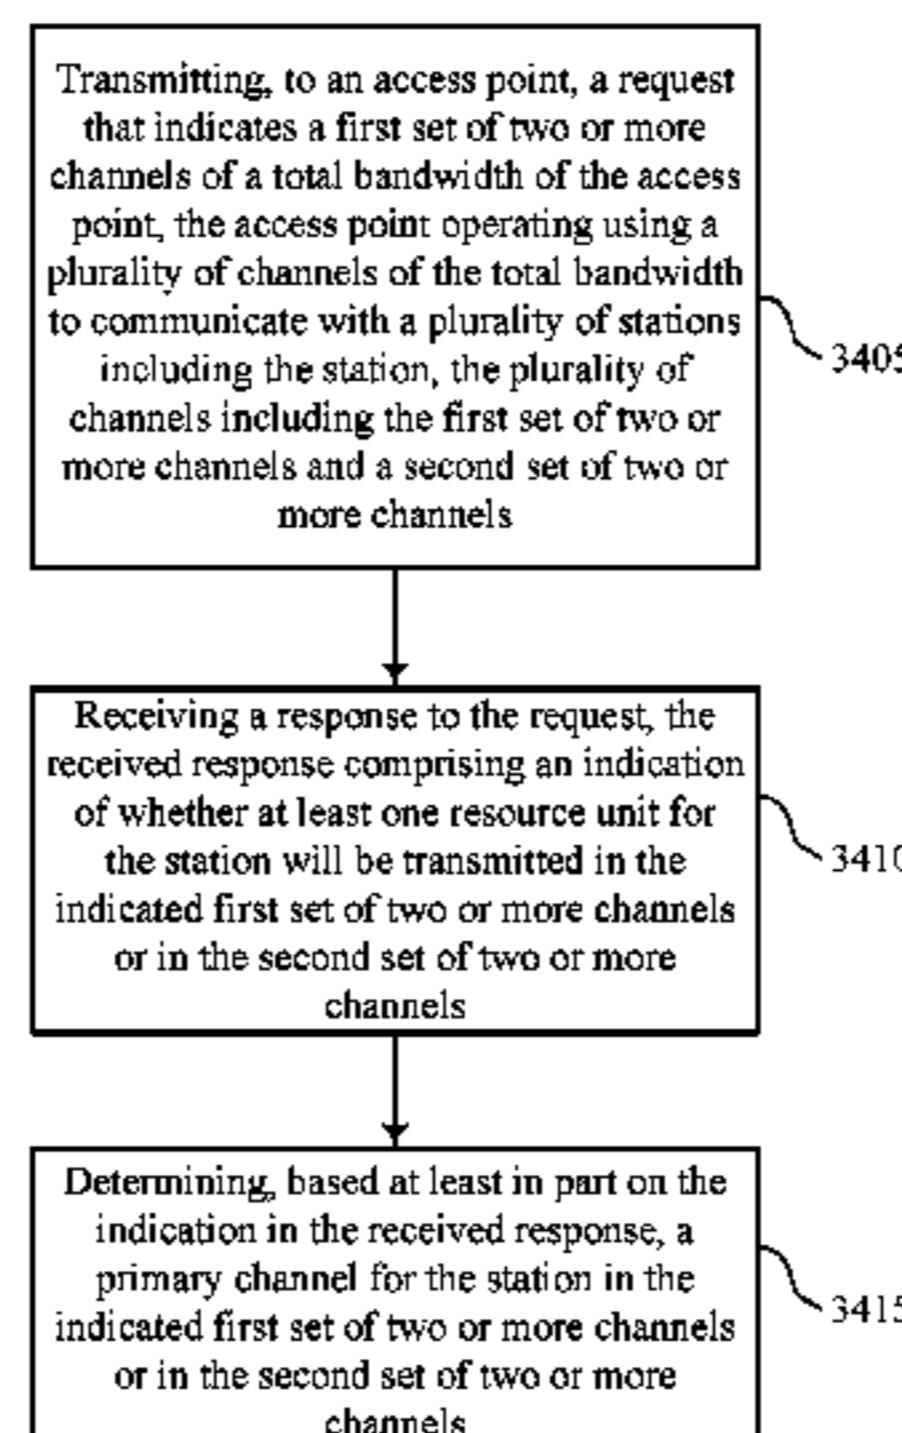 Transmitting, to an access point, a request
that indicates a first set of two or more
channels of a total bandwidth of the access
point, the access point operating using a
plurality of channels of the total bandwidth
to communicate with a plurality of stations
including the station, the plurality of
channels including the first set of two or
more channels and a second set of two or
more channels
3405
Receiving a response to the request, the
received response comprising an indication
of whether at least one resource unit for
the station will be transmitted in the
indicated first set of two or more channels
or in the second set of two or more
channels
3410
Determining, based at least in part on the
indication in the received response, a
primary channel for the station in the
indicated first set of two or more channels
or in the second set of two or more
channels
3415